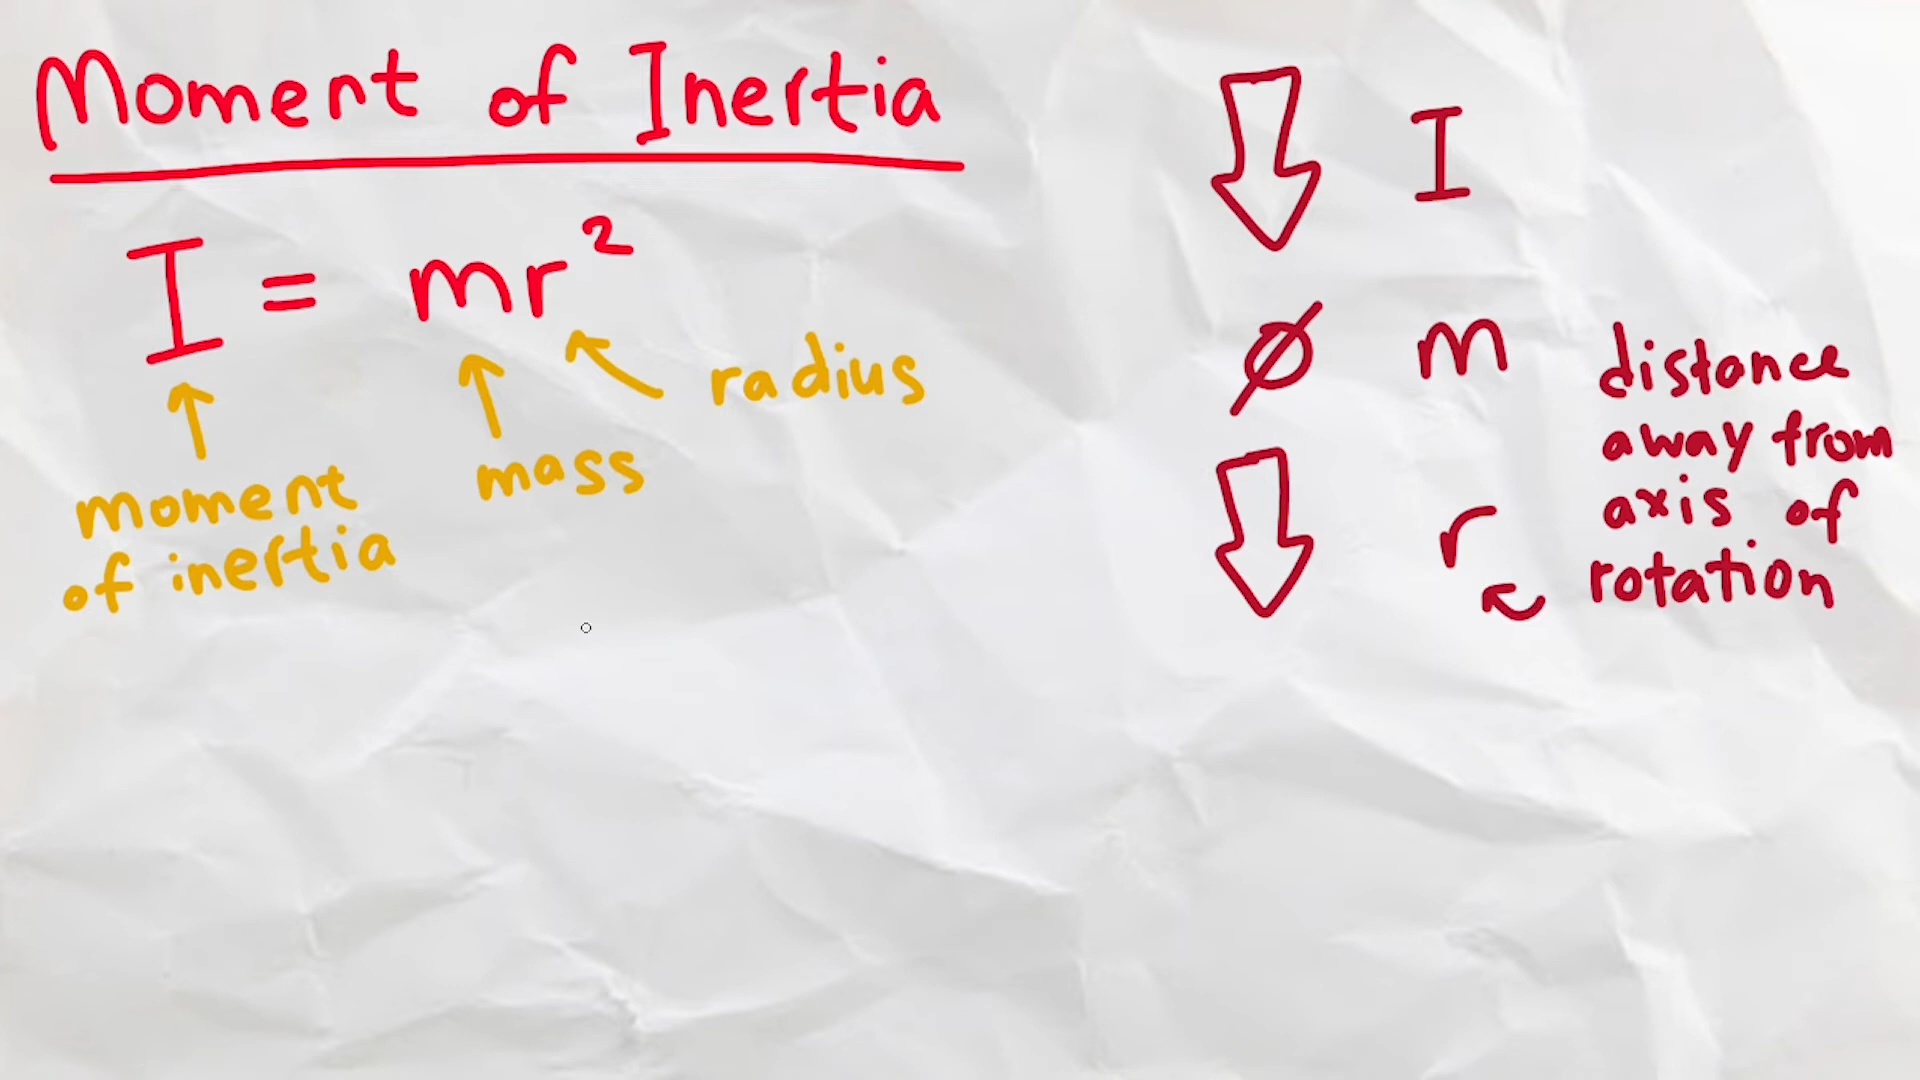 Moment of Inertia
I = mr²
moment
of inertia
mass
radius
I
∅ m
r
distance
away from
axis of
rotation